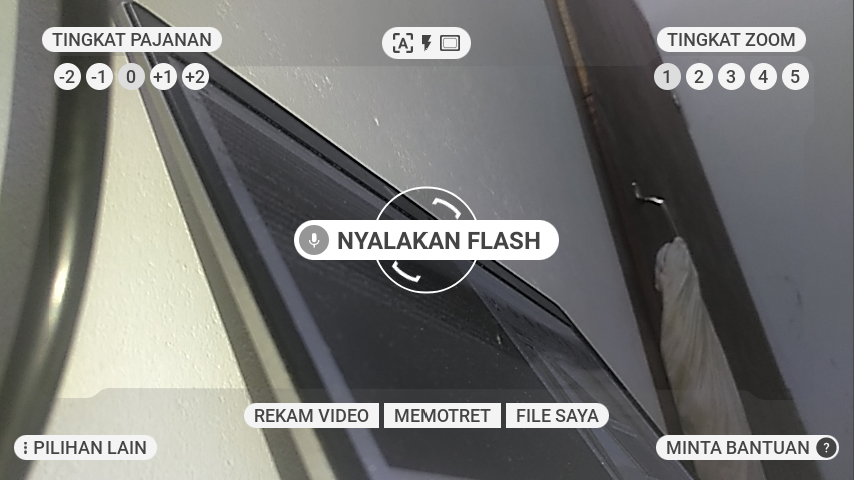 TINGKAT PAJANAN
TINGKAT ZOOM
-2 -1 0 +1 +2
1 2 3 4 5
NYALAKAN FLASH
REKAM VIDEO MEMOTRET FILE SAYA
PILIHAN LAIN
MINTA BANTUAN ?